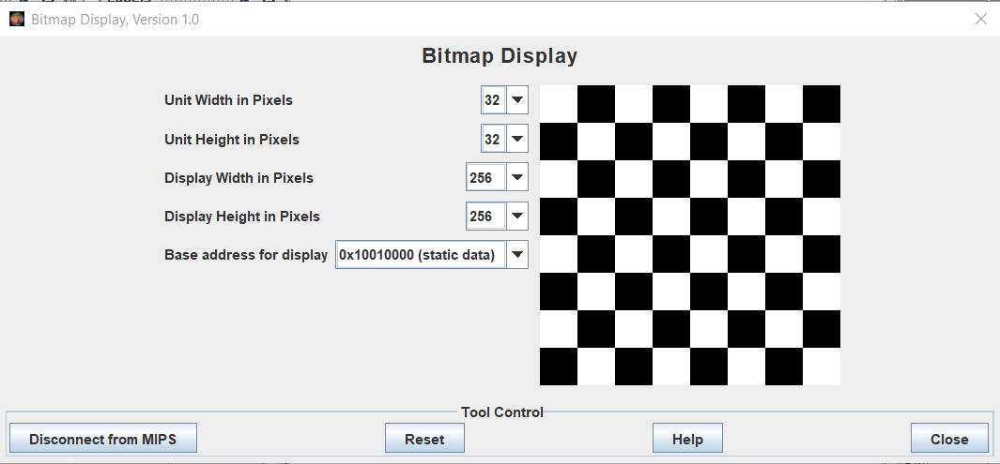 Bitmap Display, Version 1.0
Bitmap Display
Unit Width in Pixels 32
Unit Height in Pixels 32
Display Width in Pixels 256
Display Height in Pixels 256
Base address for display 0x10010000 (static data)
Tool Control
Disconnect from MIPS Reset Help Close